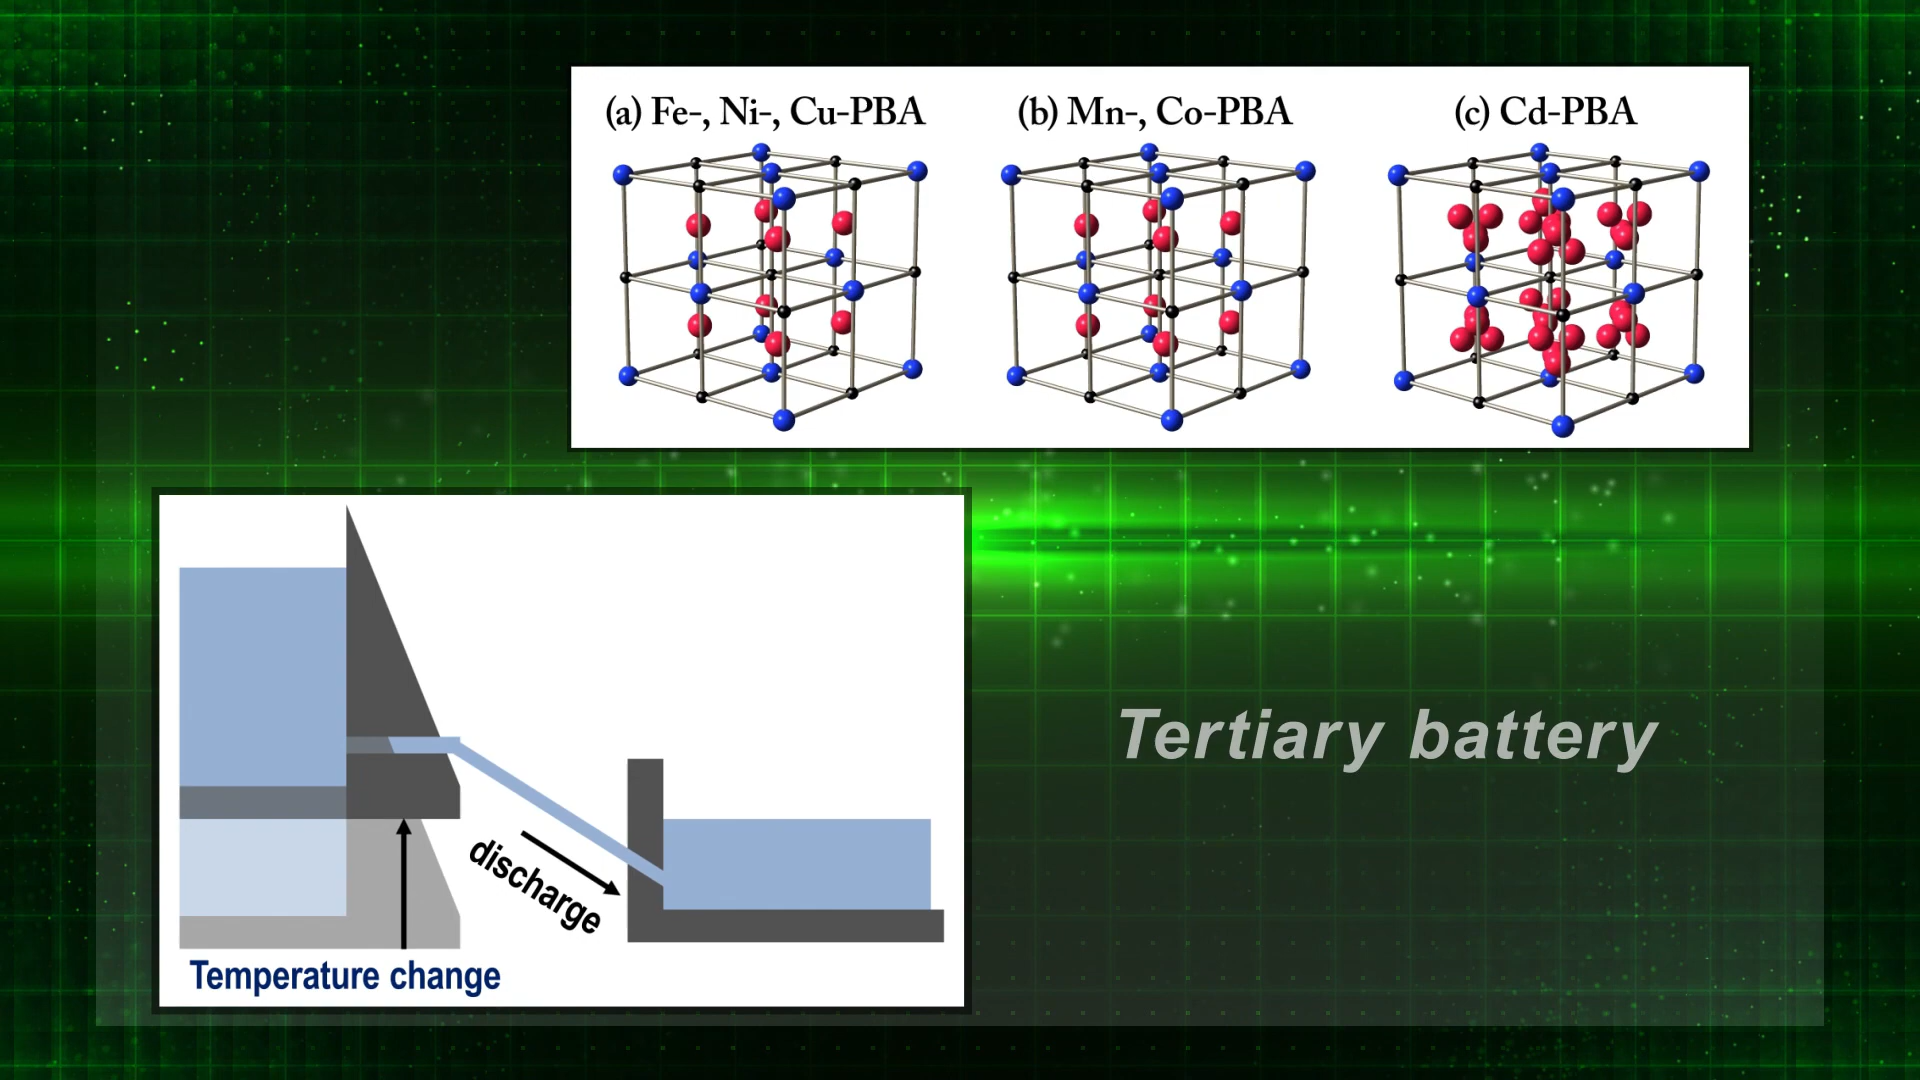 (a) Fe-, Ni-, Cu-PBA
(b) Mn-, Co-PBA
(c) Cd-PBA
discharge
Temperature change
Tertiary battery